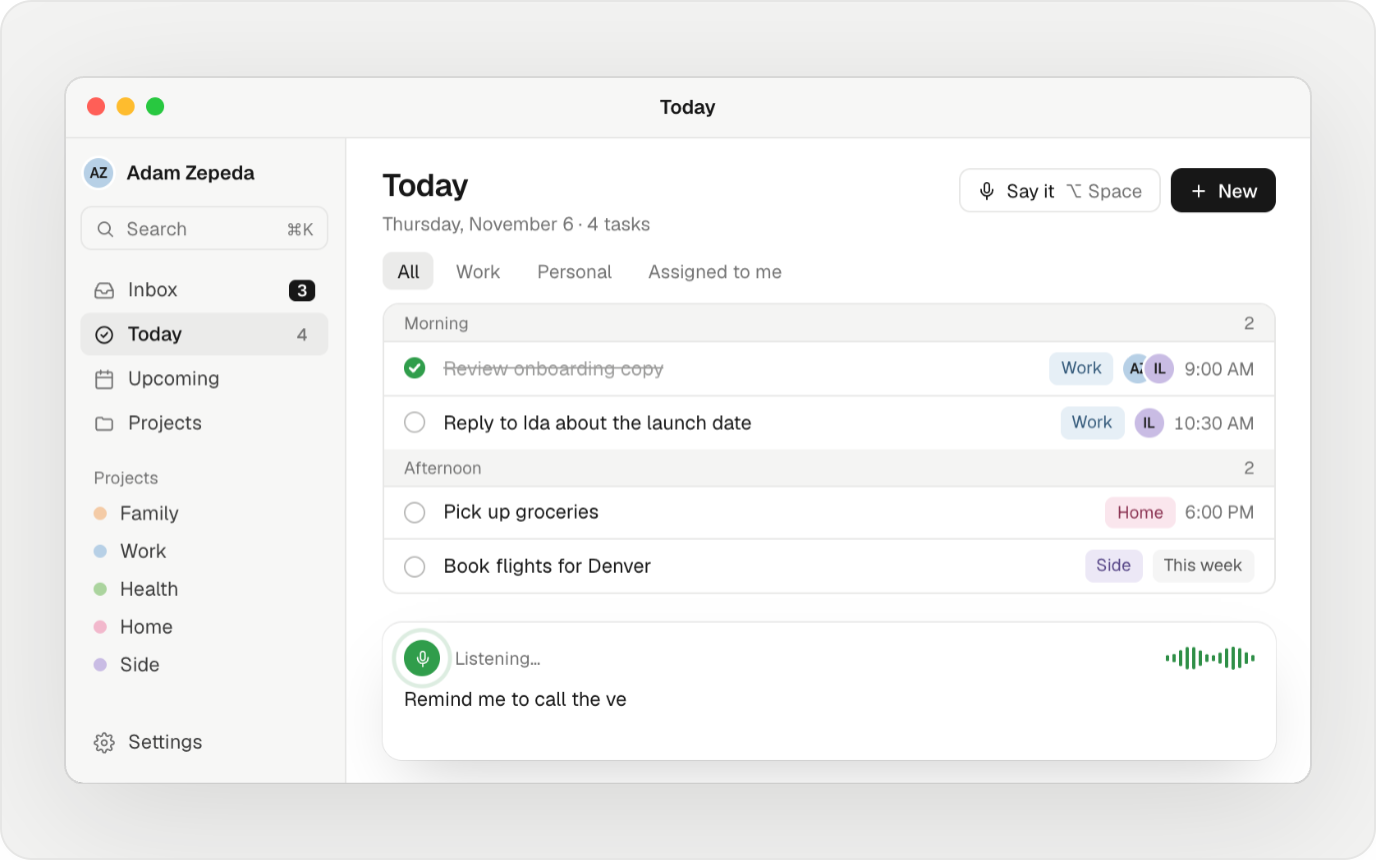 Today
AZ Adam Zepeda
Search ⌘K
Inbox 3
Today 4
Upcoming
Projects
Projects
Family
Work
Health
Home
Side
Settings
Today
Say it ⌥ Space
+ New
Thursday, November 6 · 4 tasks
All Work Personal Assigned to me
Morning 2
Review onboarding copy Work AZ IL 9:00 AM
Reply to Ida about the launch date Work IL 10:30 AM
Afternoon 2
Pick up groceries Home 6:00 PM
Book flights for Denver Side This week
Listening...
Remind me to call the ve